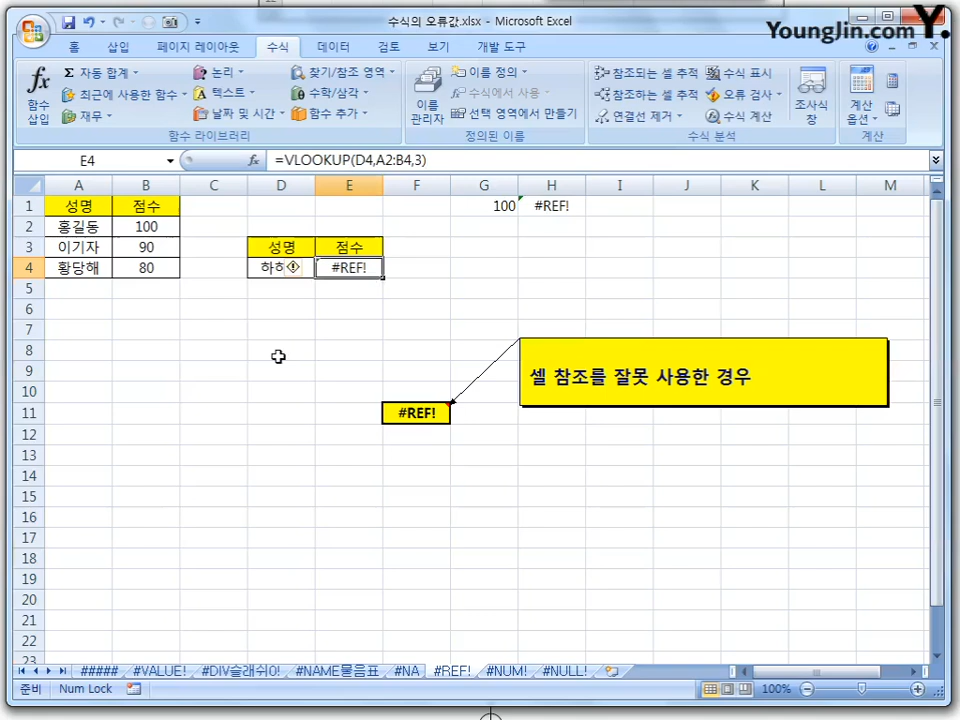 수식의 오류값.xlsx - Microsoft Excel
YoungJin.com Y.
홈 삽입 페이지 레이아웃 수식 데이터 검토 보기 개발 도구
fx 함수 삽입
Σ 자동 합계
최근에 사용한 함수
재무
논리
텍스트
날짜 및 시간
찾기/참조 영역
수학/삼각
함수 추가
함수 라이브러리
이름 관리자
이름 정의
수식에서 사용
선택 영역에서 만들기
정의된 이름
참조되는 셀 추적
참조하는 셀 추적
연결선 제거
수식 표시
오류 검사
수식 계산
조사식 창
수식 분석
계산 옵션
계산
E4 fx =VLOOKUP(D4,A2:B4,3)
A B C D E F G H I J K L M
1 성명 점수 100 #REF!
2 홍길동 100
3 이기자 90 성명 점수
4 황당해 80 #REF!
5
6
7
8
9
셀 참조를 잘못 사용한 경우
10
11 #REF!
12
13
14
15
16
17
18
19
20
21
22
23
##### #VALUE! #DIV슬래쉬0! #NAME물음표 #NA #REF! #NUM! #NULL!
준비 Num Lock 100%